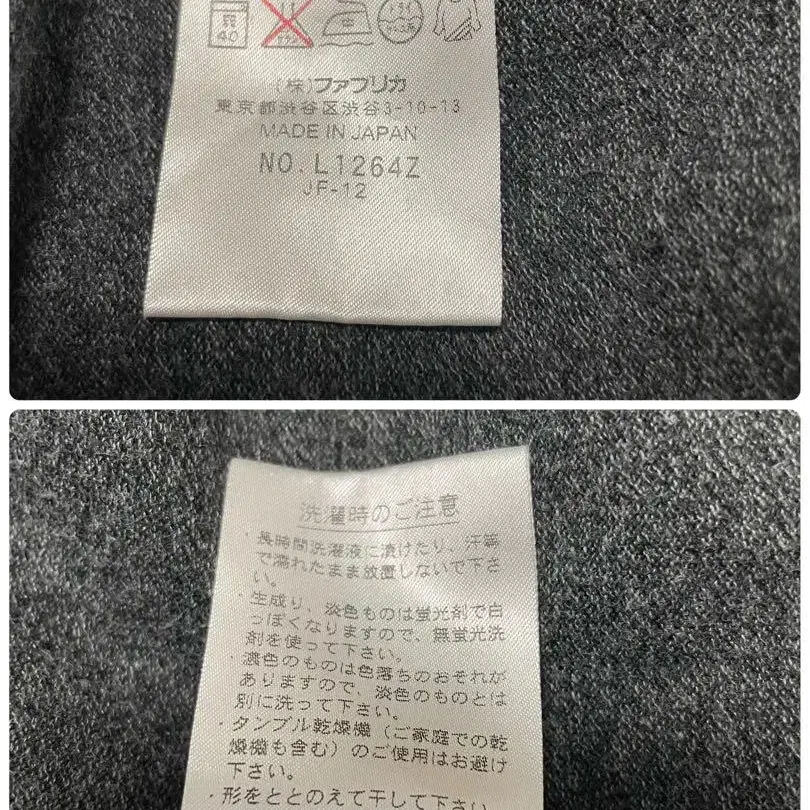 40
(株)ファブリカ
東京都渋谷区渋谷3-10-13
MADE IN JAPAN
NO. L1264Z
JF-12
洗濯時のご注意
・長時間洗濯液に漬けたり、汗等
で濡れたまま放置しないで下さ
い。
・生成り、淡色ものは蛍光剤で白
っぽくなりますので、無蛍光洗
剤を使って下さい。
・濃色のものは色落ちのおそれが
ありますので、淡色のものとは
別に洗って下さい。
・タンブル乾燥機(ご家庭での乾
燥機も含む)のご使用はお避け
下さい。
・形をととのえて干して下さい